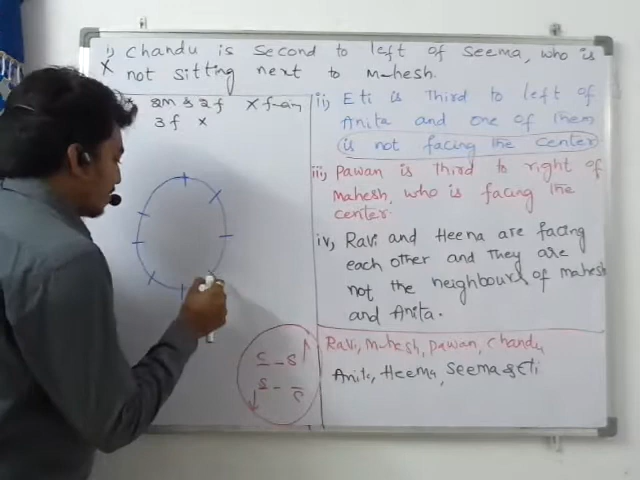 i) Chandu is second to left of Seema, who is
X not sitting next to Mahesh.
2m & 2f X f-an
3f X
ii) Eti is Third to left of
Anita and one of Them
is not facing the center
iii) Pawan is Third to right of
Mahesh, who is facing the
center.
iv) Ravi and Heena are facing
each other and They are
not the neighbours of mahesh
and Anita.
C - S
S - C
Ravi, Mahesh, pawan, chandu
Anita, Heema, Seema & Eti